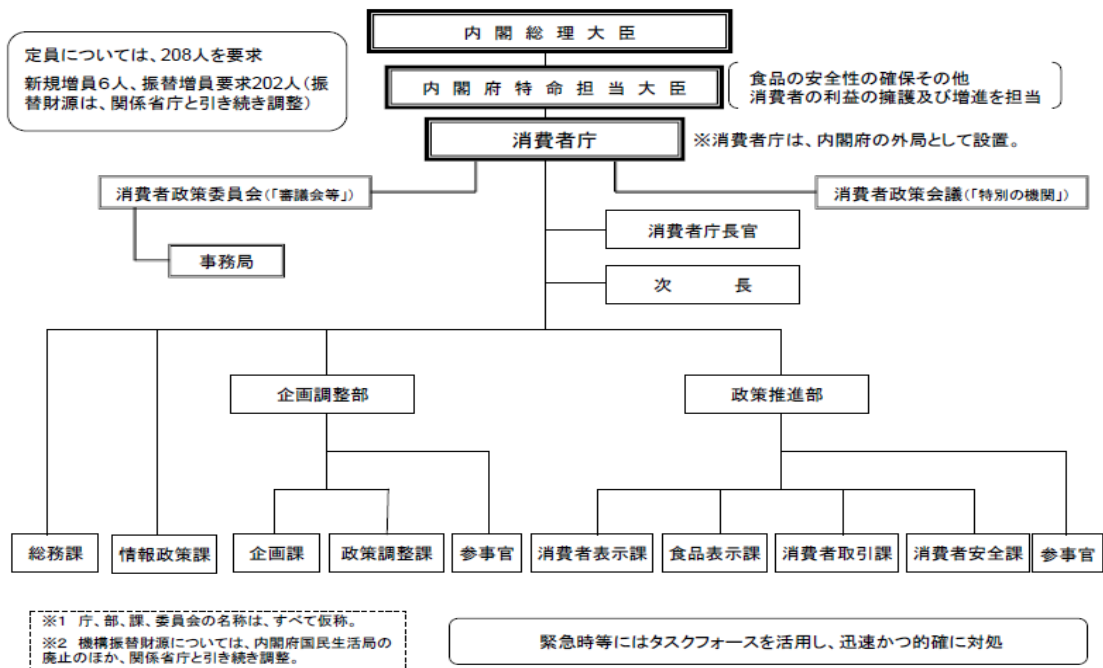 内閣総理大臣
定員については、208人を要求
新規増員6人、振替増員要求202人(振
替財源は、関係省庁と引き続き調整)
内閣府特命担当大臣
食品の安全性の確保その他
消費者の利益の擁護及び増進を担当
消費者庁
※消費者庁は、内閣府の外局として設置。
消費者政策委員会(「審議会等」)
消費者政策会議(「特別の機関」)
事務局
消費者庁長官
次 長
企画調整部
政策推進部
総務課
情報政策課
企画課
政策調整課
参事官
消費者表示課
食品表示課
消費者取引課
消費者安全課
参事官
※1 庁、部、課、委員会の名称は、すべて仮称。
※2 機構振替財源については、内閣府国民生活局の
廃止のほか、関係省庁と引き続き調整。
緊急時等にはタスクフォースを活用し、迅速かつ的確に対処